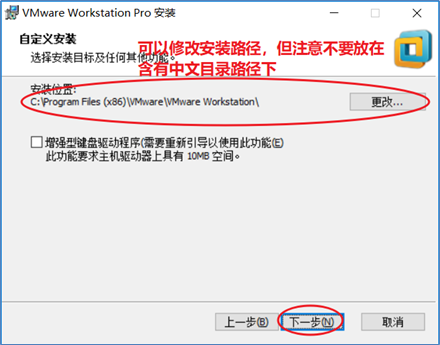 VMware Workstation Pro 安装
自定义安装
选择安装目标及任何其他功能。
可以修改安装路径，但注意不要放在
含有中文目录路径下
安装位置:
C:\Program Files (x86)\VMware\VMware Workstation\
更改...
增强型键盘驱动程序(需要重新引导以使用此功能(E)
此功能要求主机驱动器上具有 10MB 空间。
上一步(B)
下一步(N)
取消